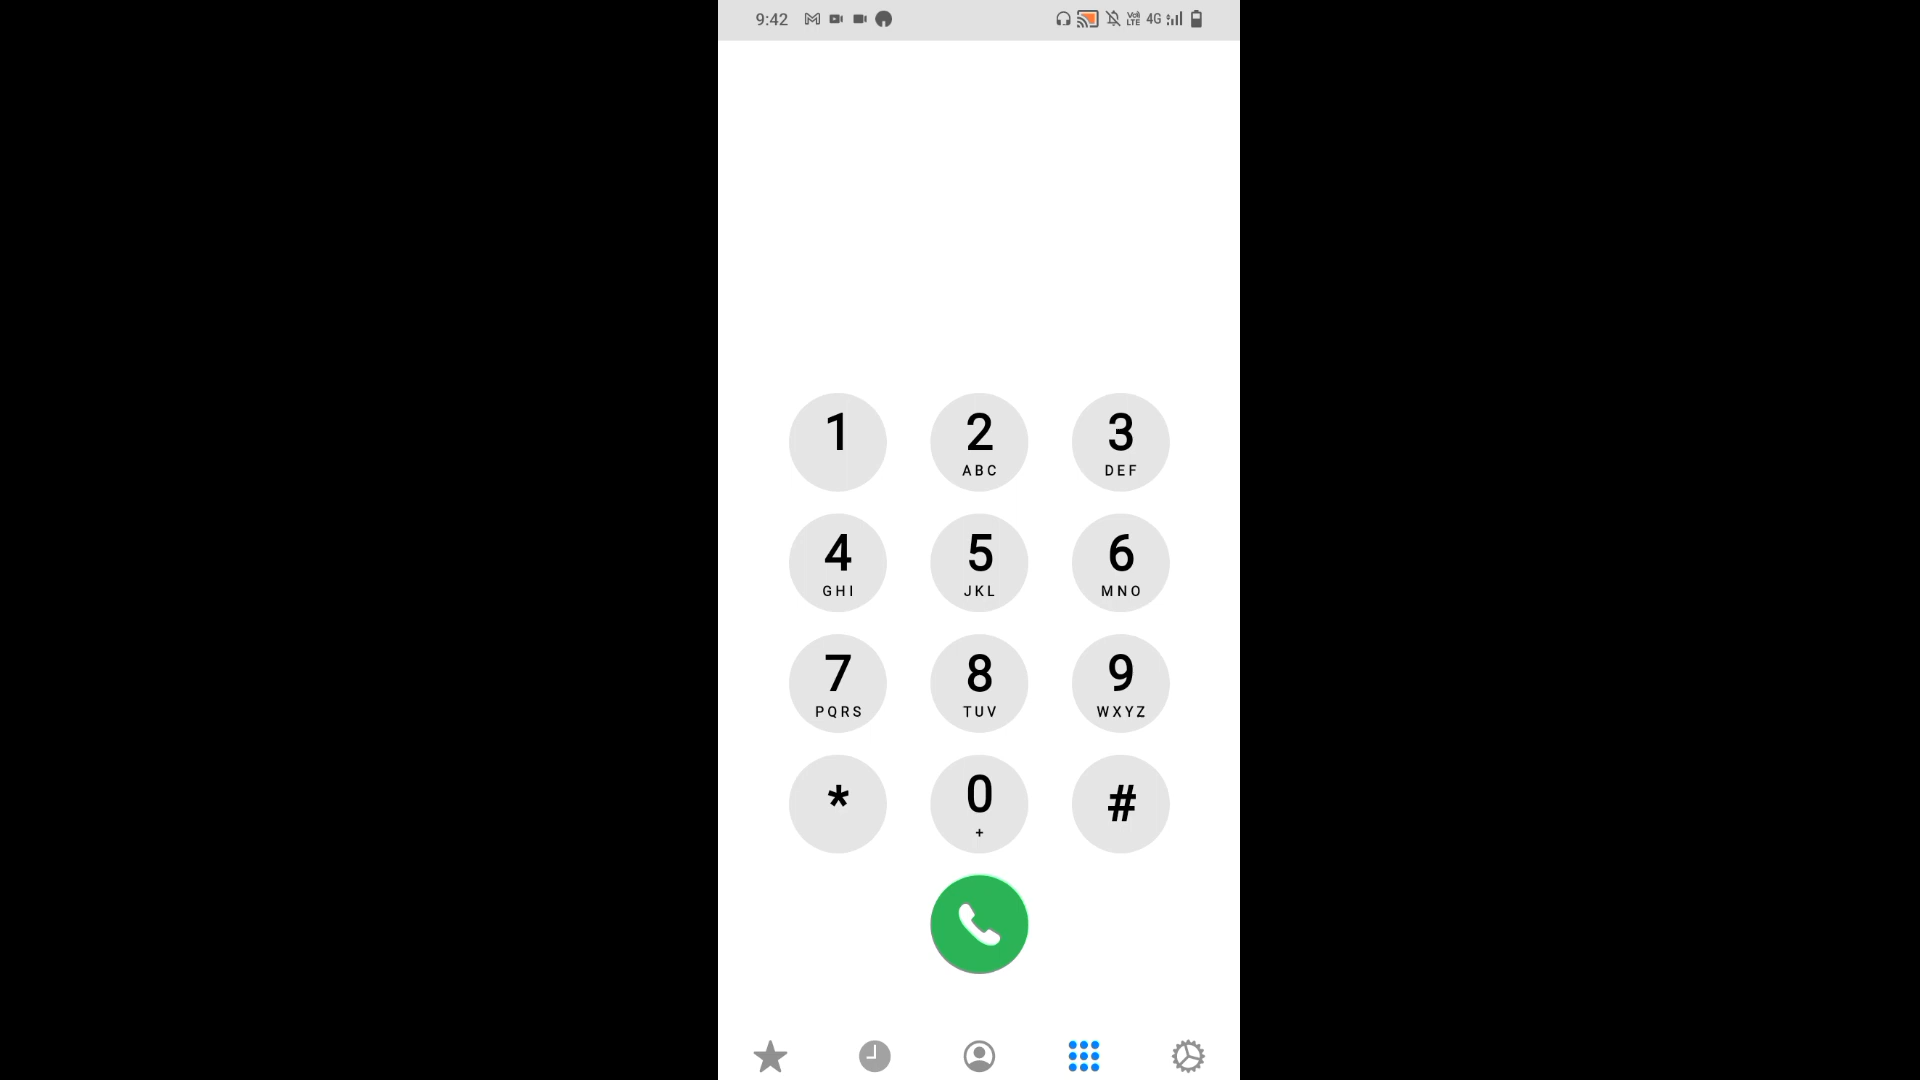 9:42 4G
1 2 3
ABC DEF
4 5 6
GHI JKL MNO
7 8 9
PQRS TUV WXYZ
* 0 #
+